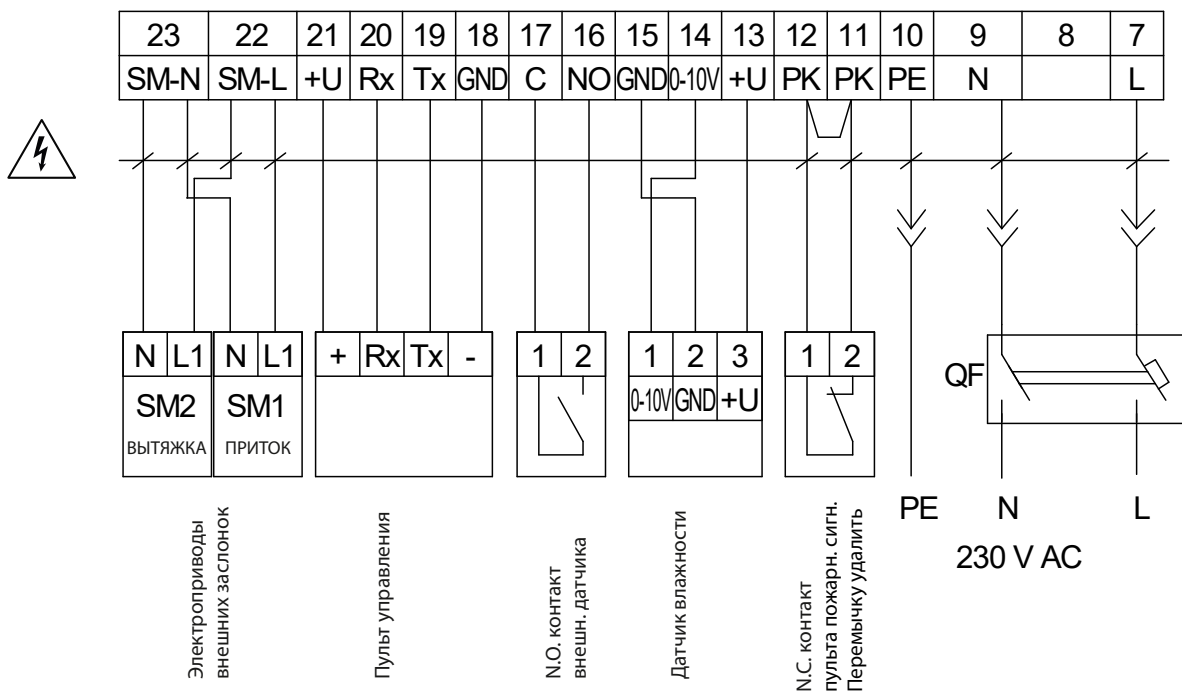 23 22 21 20 19 18 17 16 15 14 13 12 11 10 9 8 7
SM-N SM-L +U Rx Tx GND C NO GND 0-10V +U PK PK PE N L
N L1 N L1 + Rx Tx - 1 2 1 2 3 1 2
SM2 SM1 0-10V GND +U QF
ВЫТЯЖКА ПРИТОК
PE N L
230 V AC
Электроприводы
внешних заслонок
Пульт управления
N.O. контакт
внешн. датчика
Датчик влажности
N.C. контакт
пульта пожарн. сигн.
Перемычку удалить